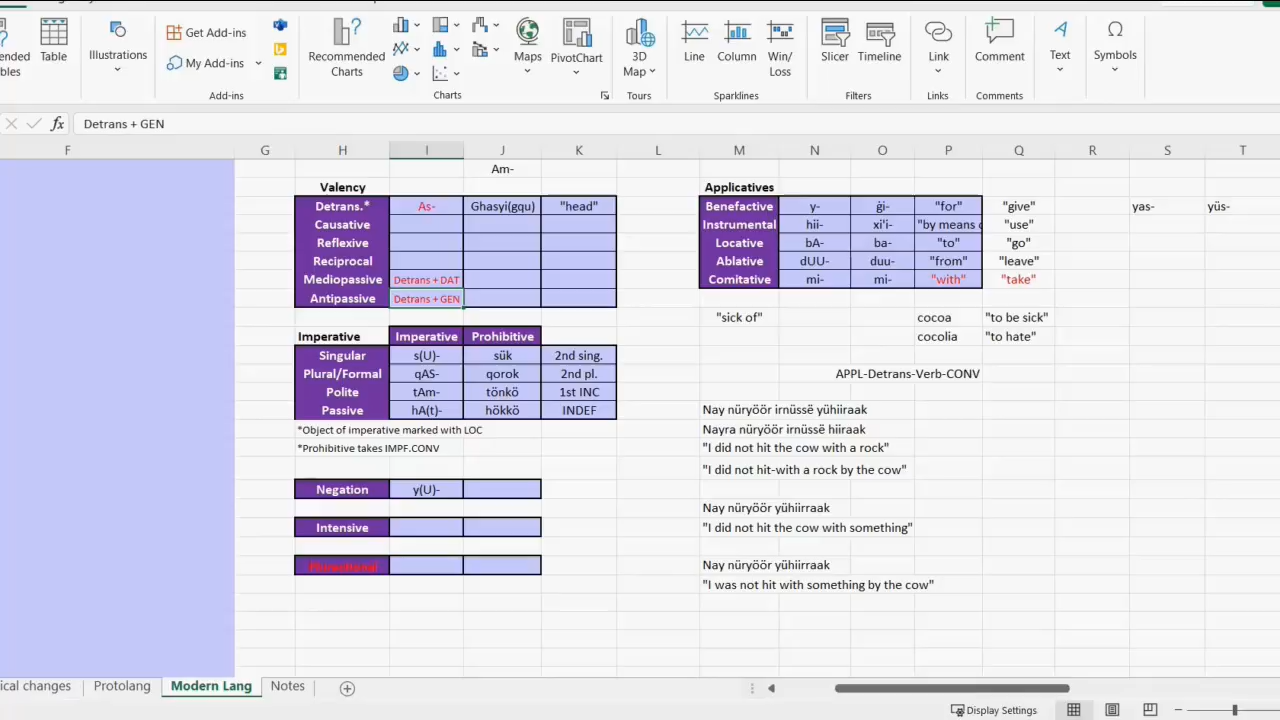 Get Add-ins
My Add-ins
Table
Illustrations
Recommended
Charts
Maps
PivotChart
3D
Map
Line
Column
Win/
Loss
Slicer
Timeline
Link
Comment
Text
Symbols
Add-ins
Charts
Tours
Sparklines
Filters
Links
Comments
fx Detrans + GEN
F G H I J K L M N O P Q R S T
Am-
Valency Applicatives
Detrans.* As- Ghasyi(gqu) "head" Benefactive y- ġi- "for" "give" yas- yüs-
Causative Instrumental hii- xi'i- "by means "use"
Reflexive Locative bA- ba- "to" "go"
Reciprocal Ablative dUU- duu- "from" "leave"
Mediopassive Detrans + DAT Comitative mi- mi- "with" "take"
Antipassive Detrans + GEN
"sick of" cocoa "to be sick"
Imperative Imperative Prohibitive cocolia "to hate"
Singular s(U)- sük 2nd sing.
Plural/Formal qAS- qorok 2nd pl. APPL-Detrans-Verb-CONV
Polite tAm- tönkö 1st INC
Passive hA(t)- hökkö INDEF Nay nüryöör irnüssë yühiiraak
*Object of imperative marked with LOC Nayra nüryöör irnüssë hiiraak
*Prohibitive takes IMPF.CONV "I did not hit the cow with a rock"
"I did not hit-with a rock by the cow"
Negation y(U)-
Nay nüryöör yühiirraak
Intensive "I did not hit the cow with something"
Nay nüryöör yühiirraak
"I was not hit with something by the cow"
ical changes Protolang Modern Lang Notes
Display Settings